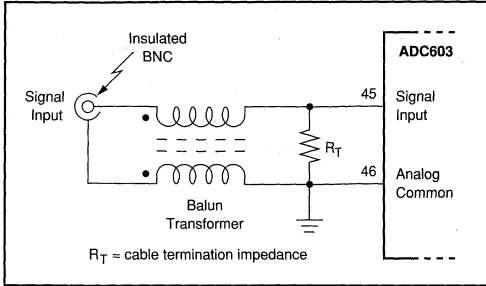 Insulated
BNC
Signal
Input
ADC603
45
Signal
Input
R_T
46
Analog
Common
Balun
Transformer
R_T = cable termination impedance